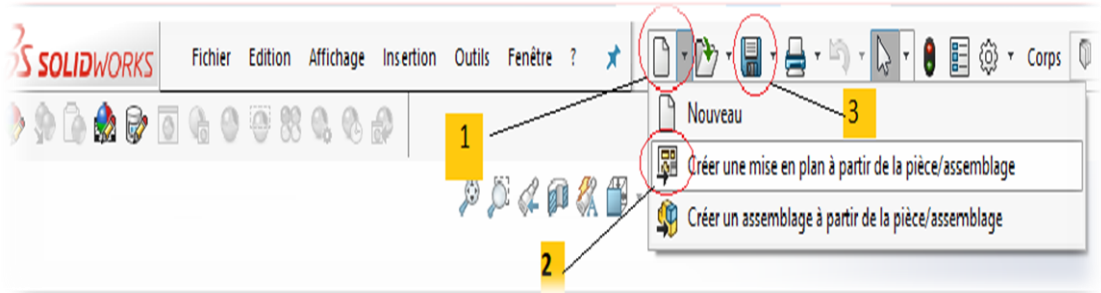 SOLIDWORKS Fichier Edition Affichage Insertion Outils Fenêtre ? Corps
1
Nouveau
3
Créer une mise en plan à partir de la pièce/assemblage
Créer un assemblage à partir de la pièce/assemblage
2